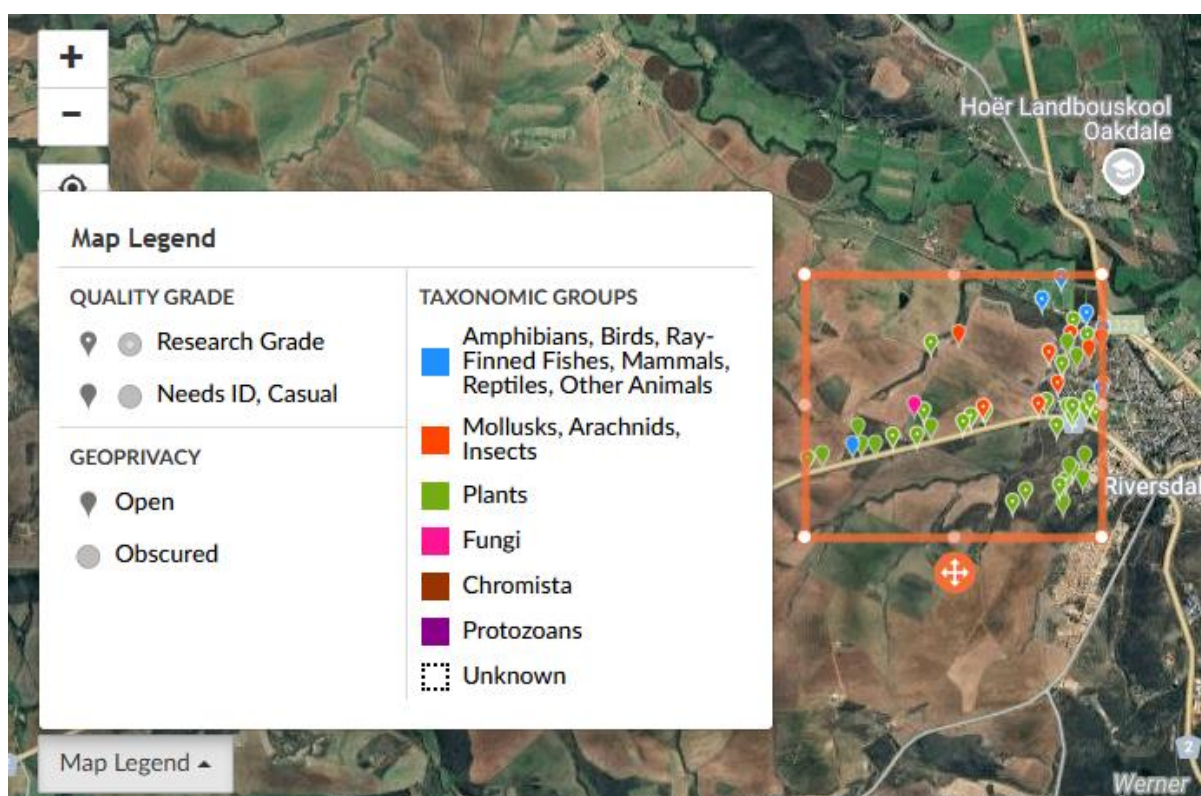 +
−
Hoër Landbouskool
Oakdale
Map Legend
QUALITY GRADE
Research Grade
Needs ID, Casual
GEOPRIVACY
Open
Obscured
TAXONOMIC GROUPS
Amphibians, Birds, Ray-
Finned Fishes, Mammals,
Reptiles, Other Animals
Mollusks, Arachnids,
Insects
Plants
Fungi
Chromista
Protozoans
Unknown
Riversdal
Map Legend
2
Werner